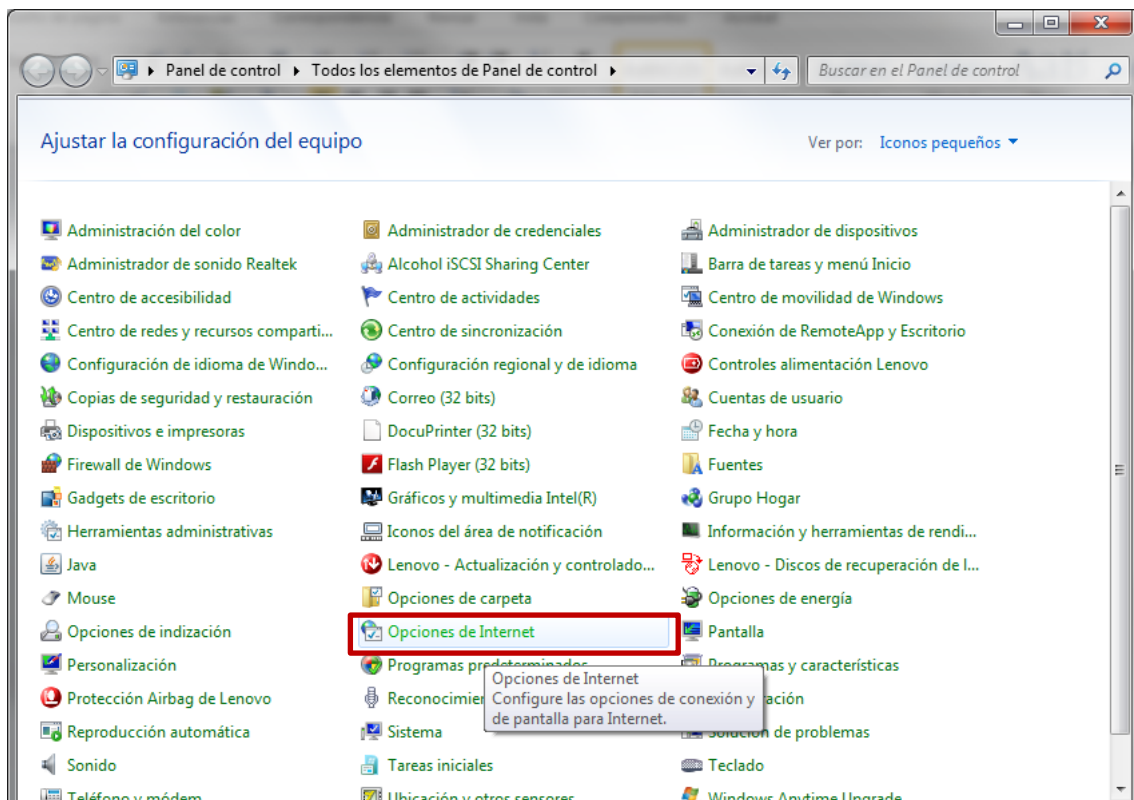 Panel de control Todos los elementos de Panel de control
Buscar en el Panel de control
Ajustar la configuración del equipo
Ver por: Iconos pequeños
Administración del color
Administrador de credenciales
Administrador de dispositivos
Administrador de sonido Realtek
Alcohol iSCSI Sharing Center
Barra de tareas y menú Inicio
Centro de accesibilidad
Centro de actividades
Centro de movilidad de Windows
Centro de redes y recursos comparti...
Centro de sincronización
Conexión de RemoteApp y Escritorio
Configuración de idioma de Windo...
Configuración regional y de idioma
Controles alimentación Lenovo
Copias de seguridad y restauración
Correo (32 bits)
Cuentas de usuario
Dispositivos e impresoras
DocuPrinter (32 bits)
Fecha y hora
Firewall de Windows
Flash Player (32 bits)
Fuentes
Gadgets de escritorio
Gráficos y multimedia Intel(R)
Grupo Hogar
Herramientas administrativas
Iconos del área de notificación
Información y herramientas de rendi...
Java
Lenovo - Actualización y controlado...
Lenovo - Discos de recuperación de l...
Mouse
Opciones de carpeta
Opciones de energía
Opciones de indización
Opciones de Internet
Pantalla
Personalización
Programas predeterminados
Programas y características
Opciones de Internet
Configure las opciones de conexión y
de pantalla para Internet.
Protección Airbag de Lenovo
Reproducción automática
Sistema
Solución de problemas
Sonido
Tareas iniciales
Teclado
Teléfono y módem
Ubicación y otros sensores
Windows Anytime Upgrade